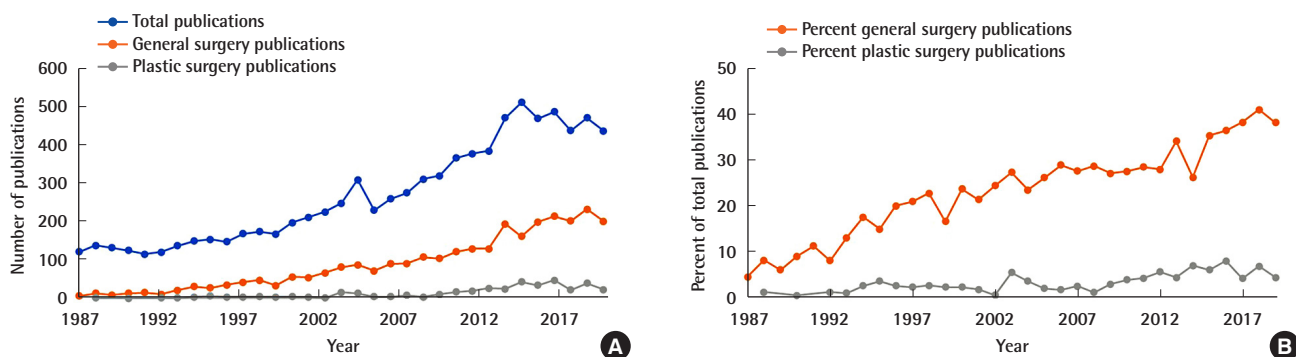 Total publications
General surgery publications
Plastic surgery publications
Number of publications
600
500
400
300
200
100
0
1987 1992 1997 2002 2007 2012 2017
Year
A
Percent general surgery publications
Percent plastic surgery publications
Percent of total publications
50
40
30
20
10
0
1987 1992 1997 2002 2007 2012 2017
Year
B